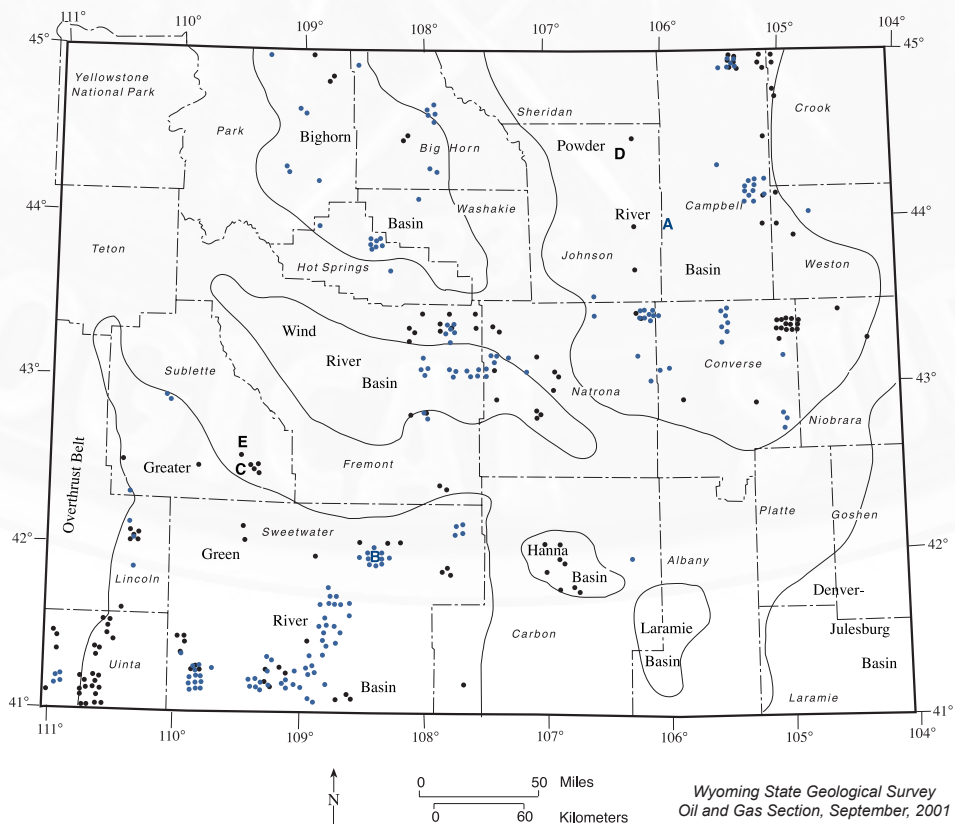 111° 110° 109° 108° 107° 106° 105° 104°
45° 45°
Yellowstone
National Park
Sheridan
Crook
Park
Bighorn
Powder
D
Big Horn
44° 44°
Washakie
River
A
Campbell
Basin
Teton
Johnson
Hot Springs
Basin
Weston
Wind
River
Sublette
Converse
43° 43°
Basin
Natrona
Niobrara
E
C
Greater
Fremont
Overthrust Belt
Platte
Goshen
Sweetwater
42° 42°
Green
B
Hanna
Basin
Albany
Lincoln
Denver-
River
Carbon
Laramie
Julesburg
Uinta
Basin
Basin
Basin
Laramie
41° 41°
111° 110° 109° 108° 107° 106° 105° 104°
0 50 Miles
N
0 60 Kilometers
Wyoming State Geological Survey
Oil and Gas Section, September, 2001